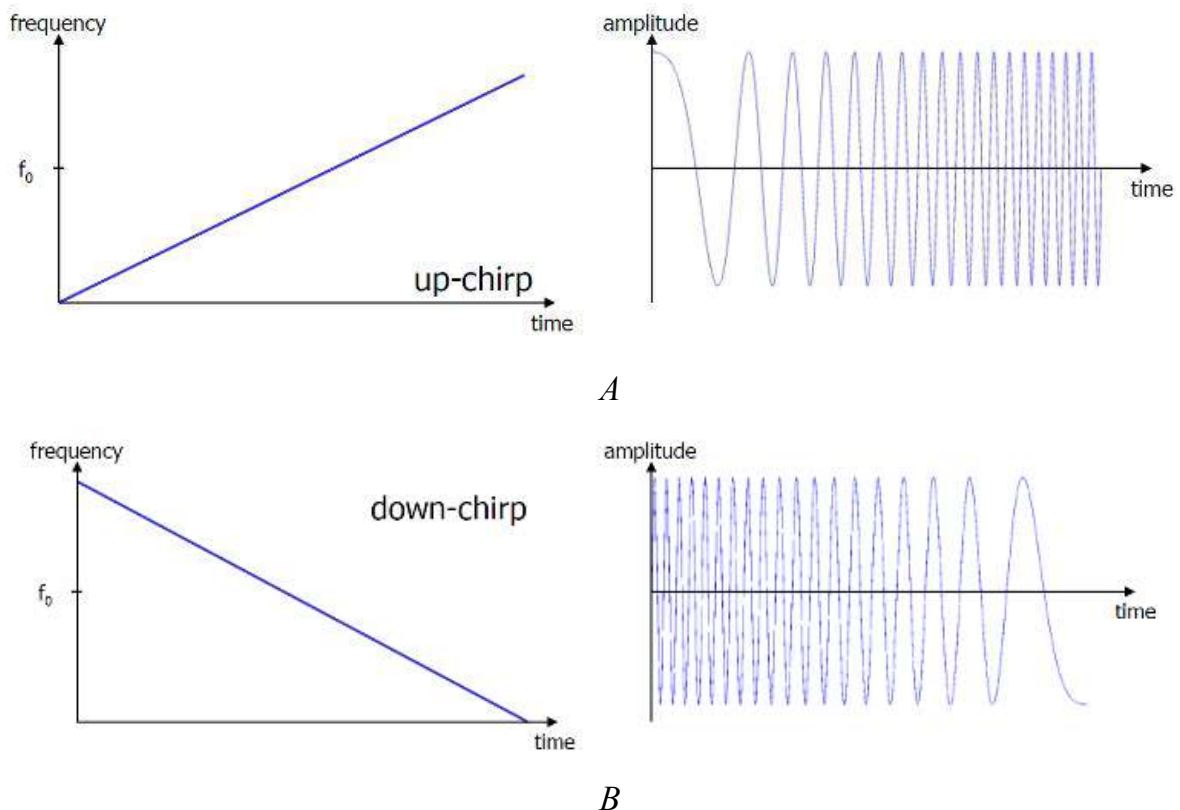 frequency
amplitude
f₀
time
up-chirp
time
A
frequency
amplitude
down-chirp
f₀
time
time
B